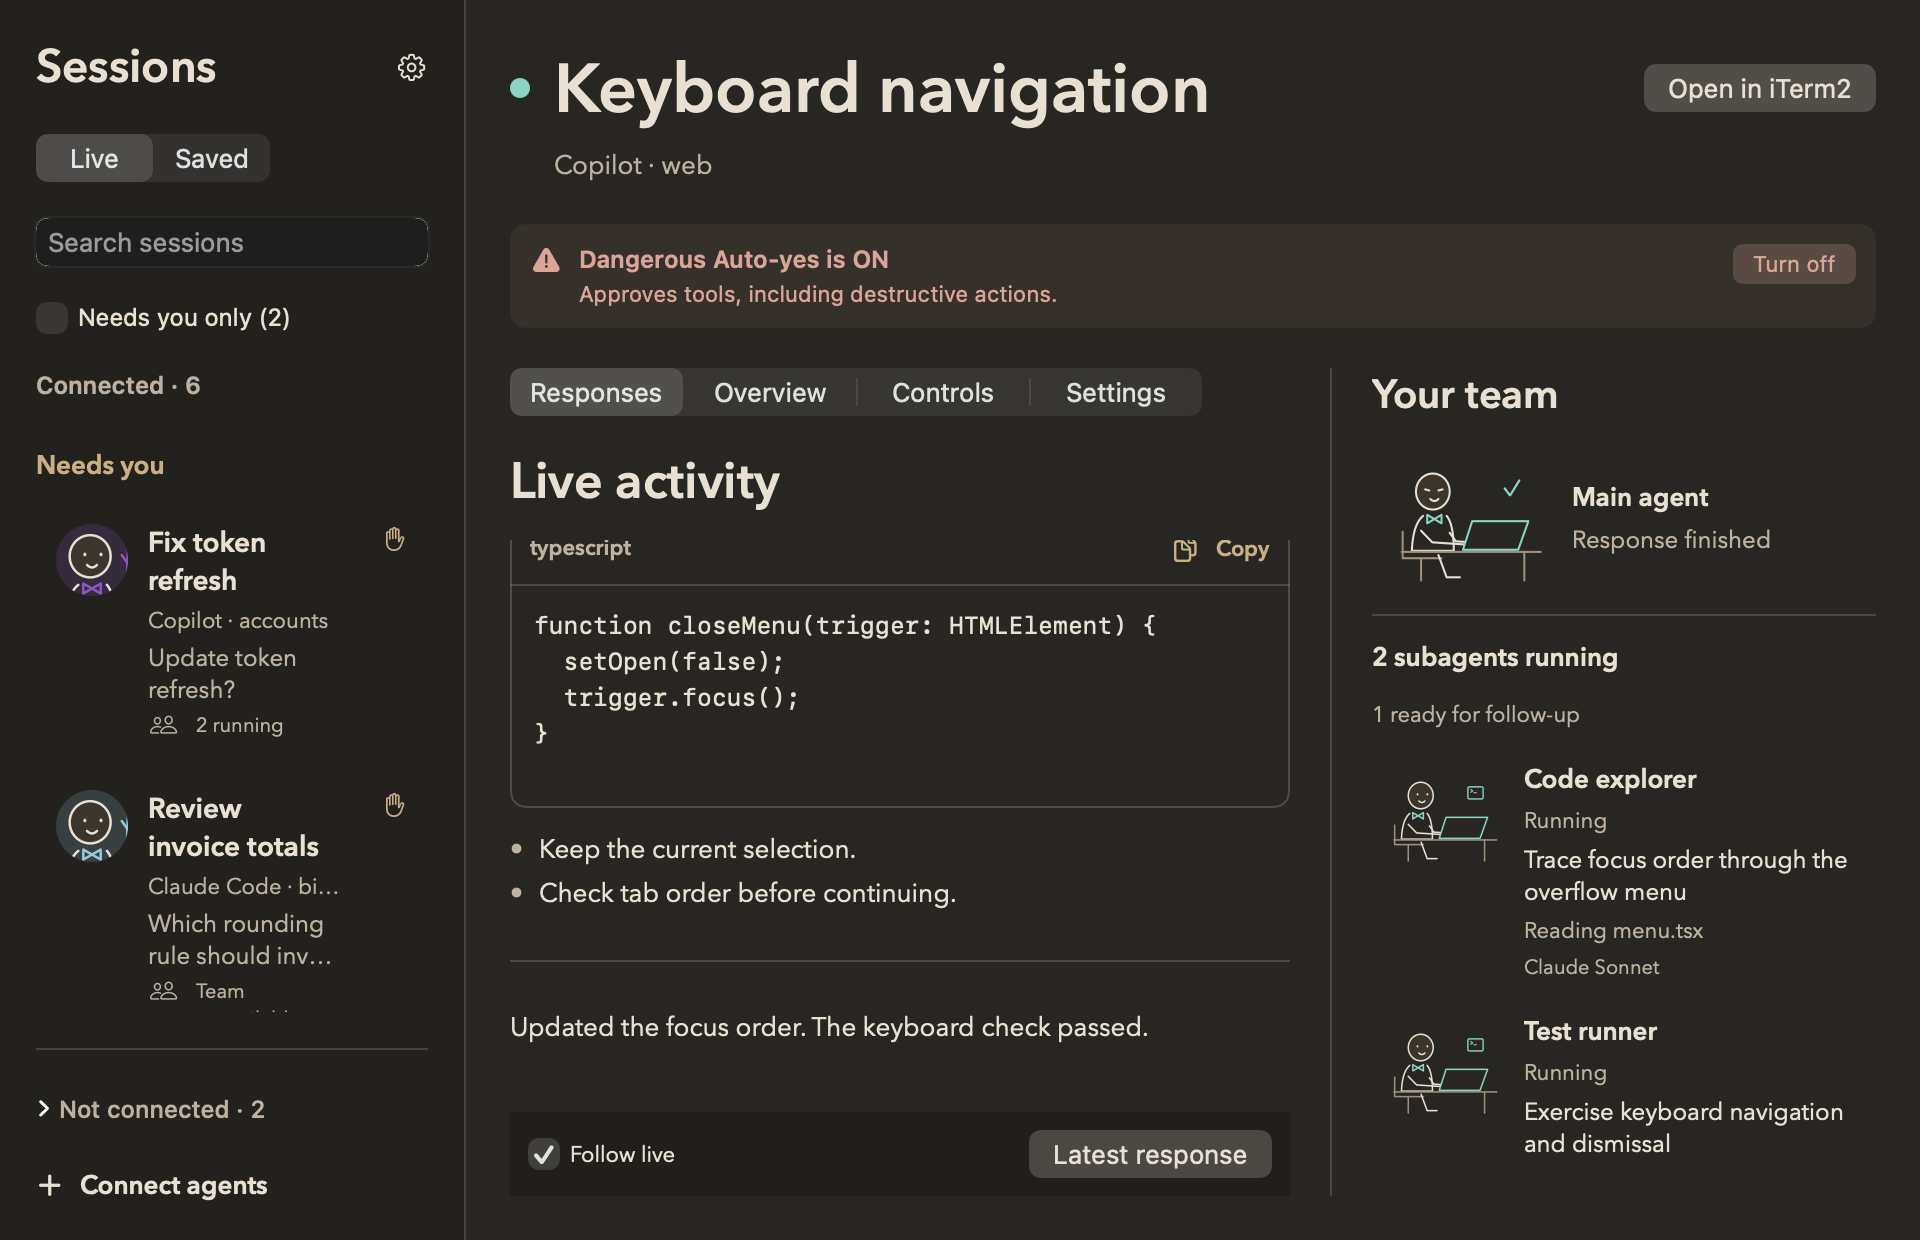 Sessions
Live
Saved
Search sessions
Needs you only (2)
Connected · 6
Needs you
Fix token
refresh
Copilot · accounts
Update token
refresh?
2 running
Review
invoice totals
Claude Code · bi…
Which rounding
rule should inv…
Team
Not connected · 2
Connect agents
Keyboard navigation
Copilot · web
Open in iTerm2
Dangerous Auto-yes is ON
Approves tools, including destructive actions.
Turn off
Responses
Overview
Controls
Settings
Live activity
typescript
Copy
function closeMenu(trigger: HTMLElement) {
  setOpen(false);
  trigger.focus();
}
• Keep the current selection.
• Check tab order before continuing.
Updated the focus order. The keyboard check passed.
Follow live
Latest response
Your team
Main agent
Response finished
2 subagents running
1 ready for follow-up
Code explorer
Running
Trace focus order through the
overflow menu
Reading menu.tsx
Claude Sonnet
Test runner
Running
Exercise keyboard navigation
and dismissal